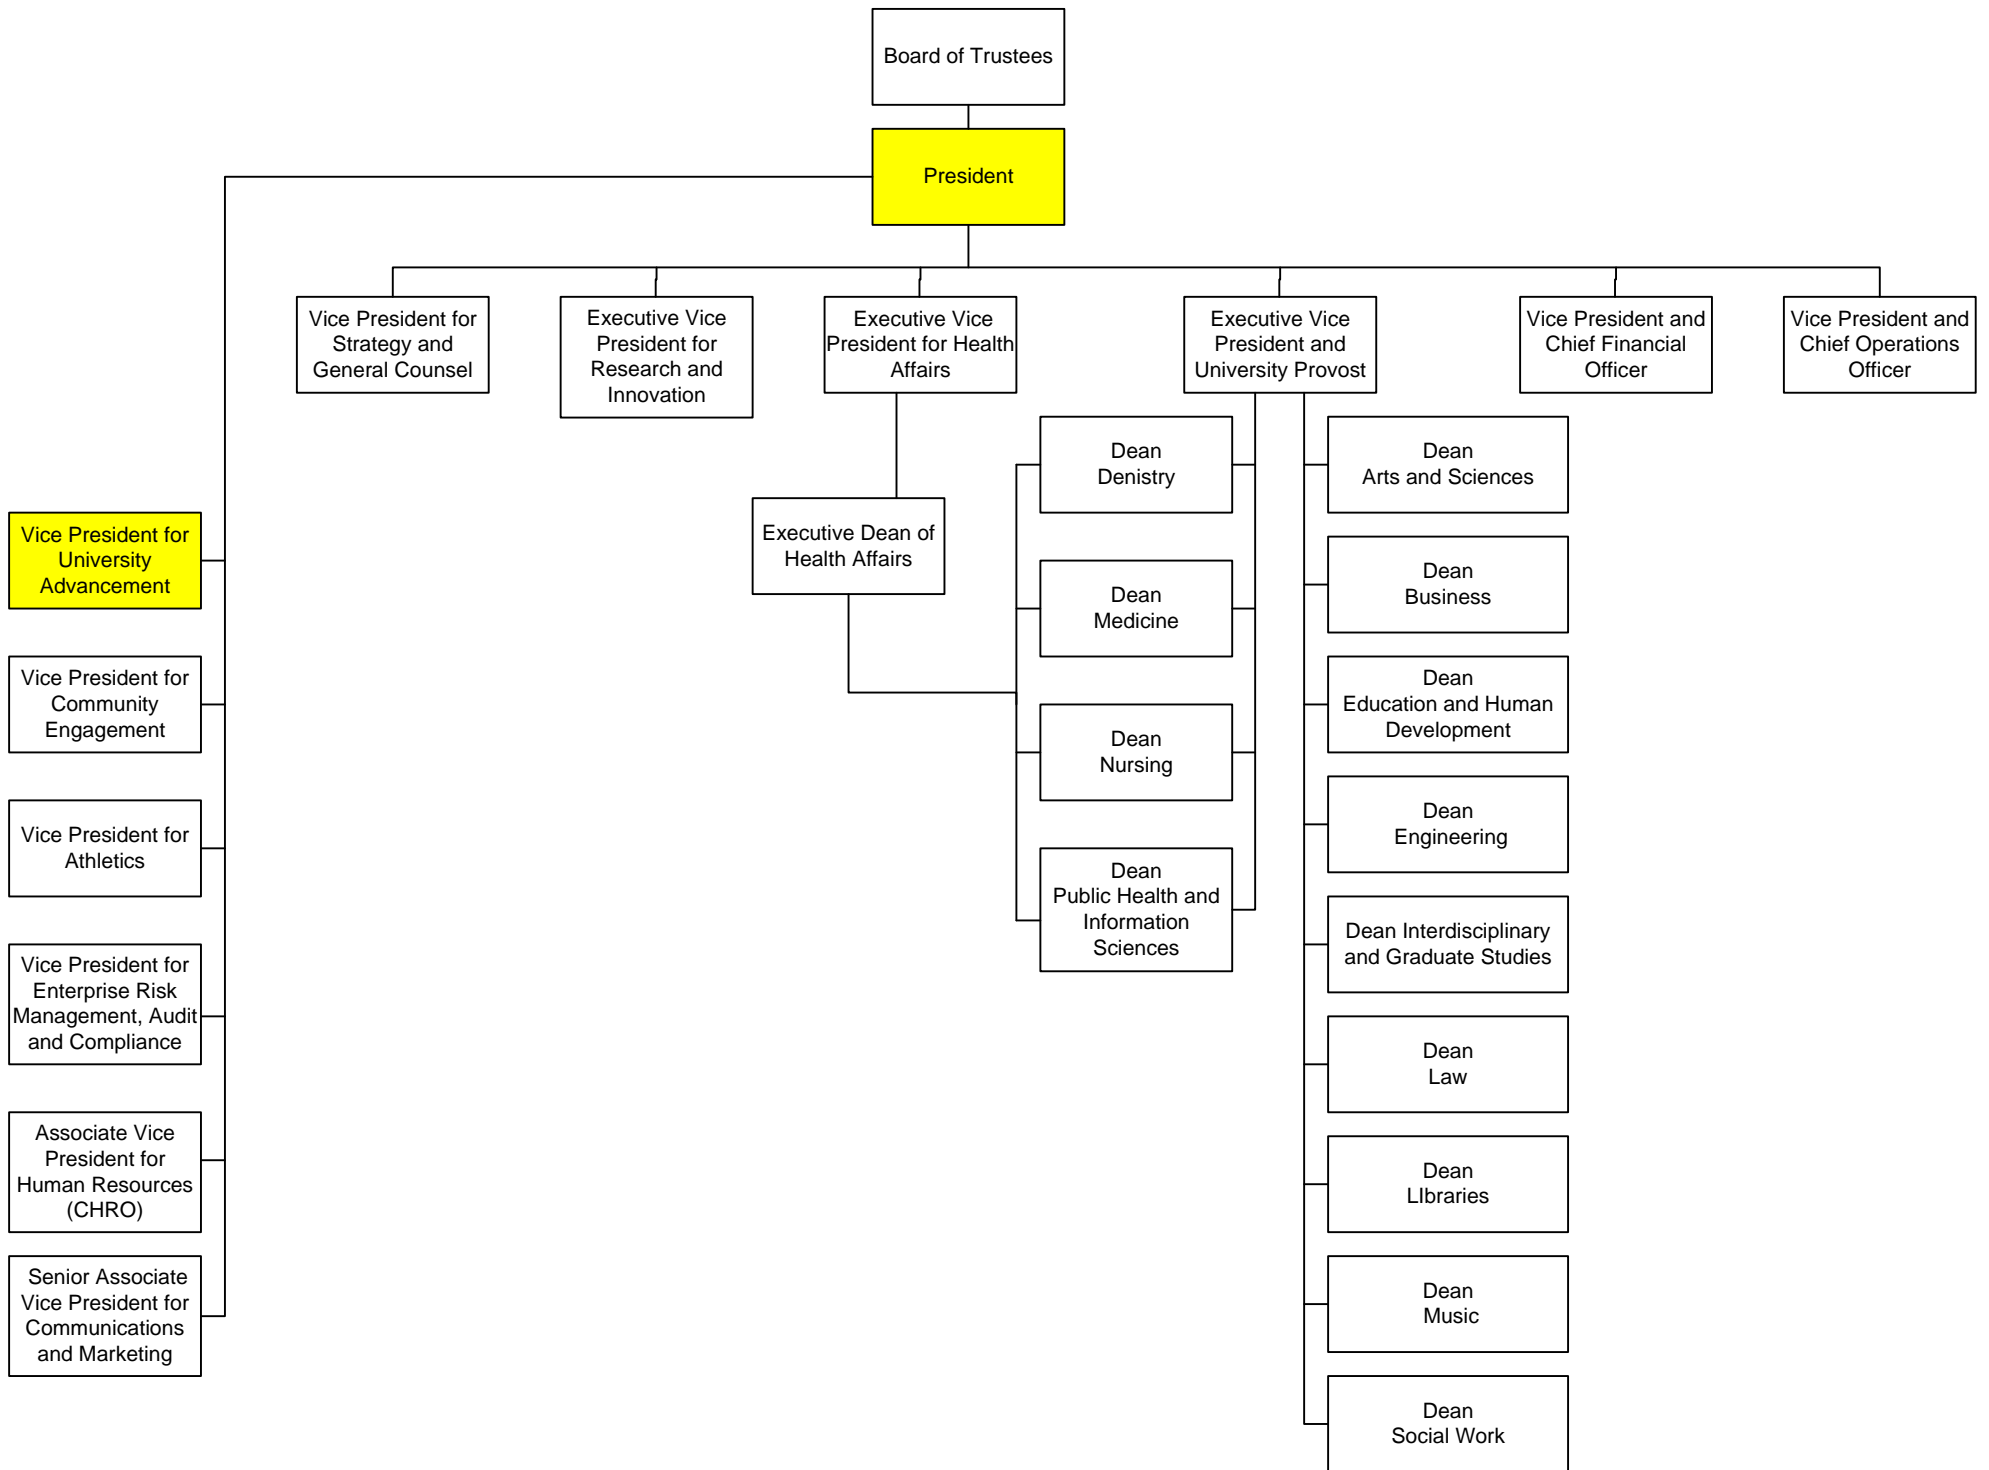 Board of Trustees
President
Vice President for
Strategy and
General Counsel
Executive Vice
President for
Research and
Innovation
Executive Vice
President for Health
Affairs
Executive Vice
President and
University Provost
Vice President and
Chief Financial
Officer
Vice President and
Chief Operations
Officer
Vice President for
University
Advancement
Vice President for
Community
Engagement
Vice President for
Athletics
Vice President for
Enterprise Risk
Management, Audit
and Compliance
Associate Vice
President for
Human Resources
(CHRO)
Senior Associate
Vice President for
Communications
and Marketing
Executive Dean of
Health Affairs
Dean
Denistry
Dean
Medicine
Dean
Nursing
Dean
Public Health and
Information
Sciences
Dean
Arts and Sciences
Dean
Business
Dean
Education and Human
Development
Dean
Engineering
Dean Interdisciplinary
and Graduate Studies
Dean
Law
Dean
LIbraries
Dean
Music
Dean
Social Work